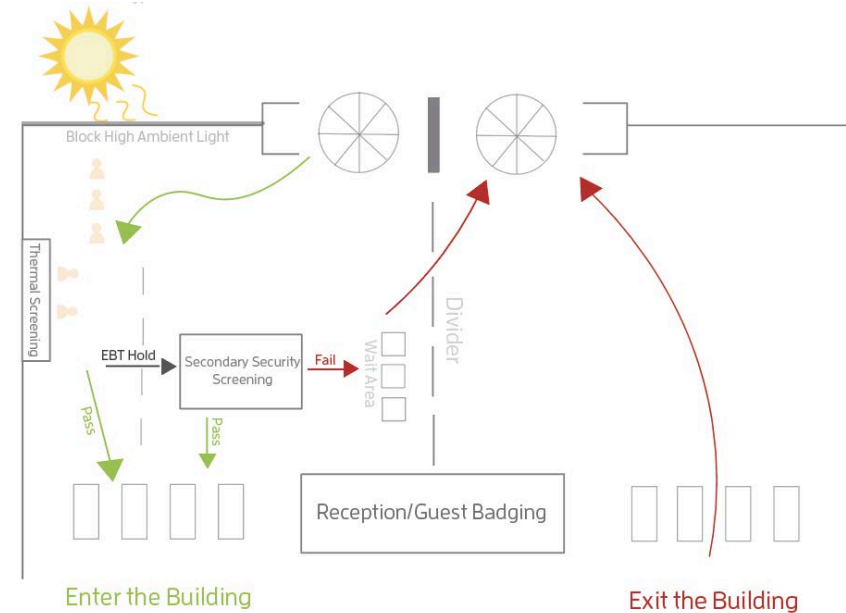 Block High Ambient Light
Thermal Screening
EBT Hold
Secondary Security
Screening
Fail
Wait Area
Divider
Pass
Pass
Reception/Guest Badging
Enter the Building
Exit the Building